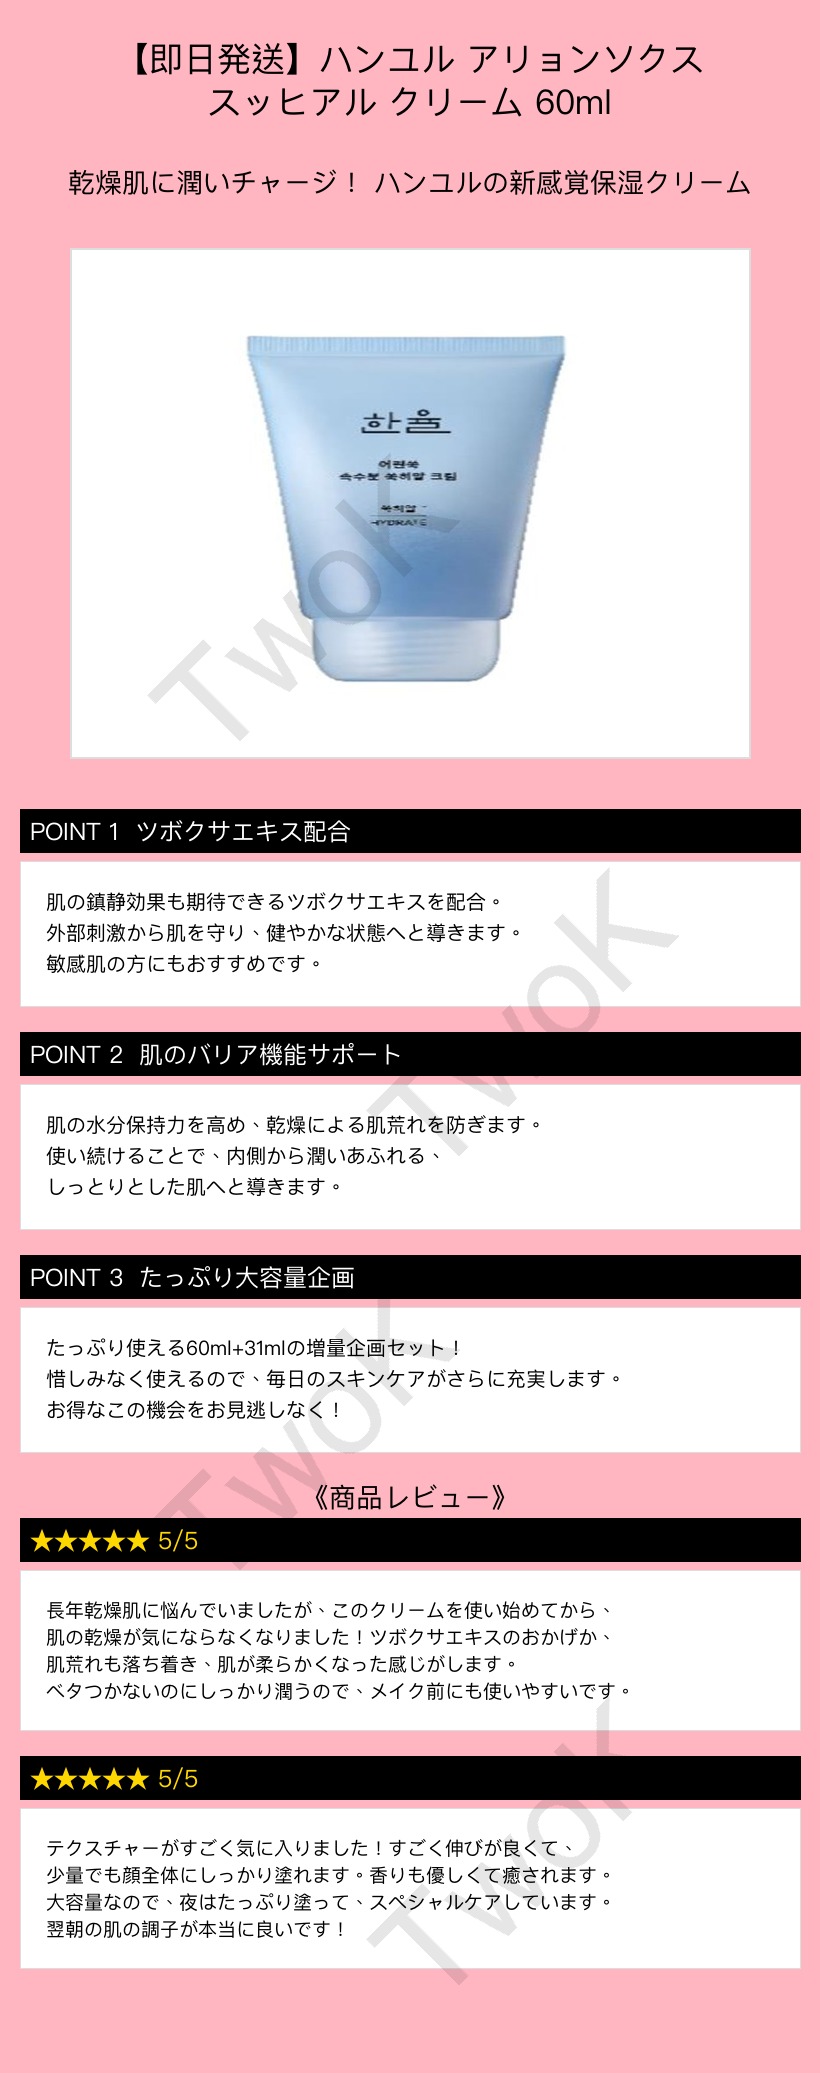 【即日発送】ハンユル アリョンソクス
スッヒアル クリーム 60ml
乾燥肌に潤いチャージ！ ハンユルの新感覚保湿クリーム
한율
어린쑥
속수분 쑥히알 크림
쑥히알
HYDRATE
TwoK
POINT 1 ツボクサエキス配合
肌の鎮静効果も期待できるツボクサエキスを配合。
外部刺激から肌を守り、健やかな状態へと導きます。
敏感肌の方にもおすすめです。
TwoK
POINT 2 肌のバリア機能サポート
肌の水分保持力を高め、乾燥による肌荒れを防ぎます。
使い続けることで、内側から潤いあふれる、
しっとりとした肌へと導きます。
POINT 3 たっぷり大容量企画
たっぷり使える60ml+31mlの増量企画セット！
惜しみなく使えるので、毎日のスキンケアがさらに充実します。
お得なこの機会をお見逃しなく！
TwoK
《商品レビュー》
★★★★★ 5/5
長年乾燥肌に悩んでいましたが、このクリームを使い始めてから、
肌の乾燥が気にならなくなりました！ツボクサエキスのおかげか、
肌荒れも落ち着き、肌が柔らかくなった感じがします。
ベタつかないのにしっかり潤うので、メイク前にも使いやすいです。
★★★★★ 5/5
テクスチャーがすごく気に入りました！すごく伸びが良くて、
少量でも顔全体にしっかり塗れます。香りも優しくて癒されます。
大容量なので、夜はたっぷり塗って、スペシャルケアしています。
翌朝の肌の調子が本当に良いです！
TwoK